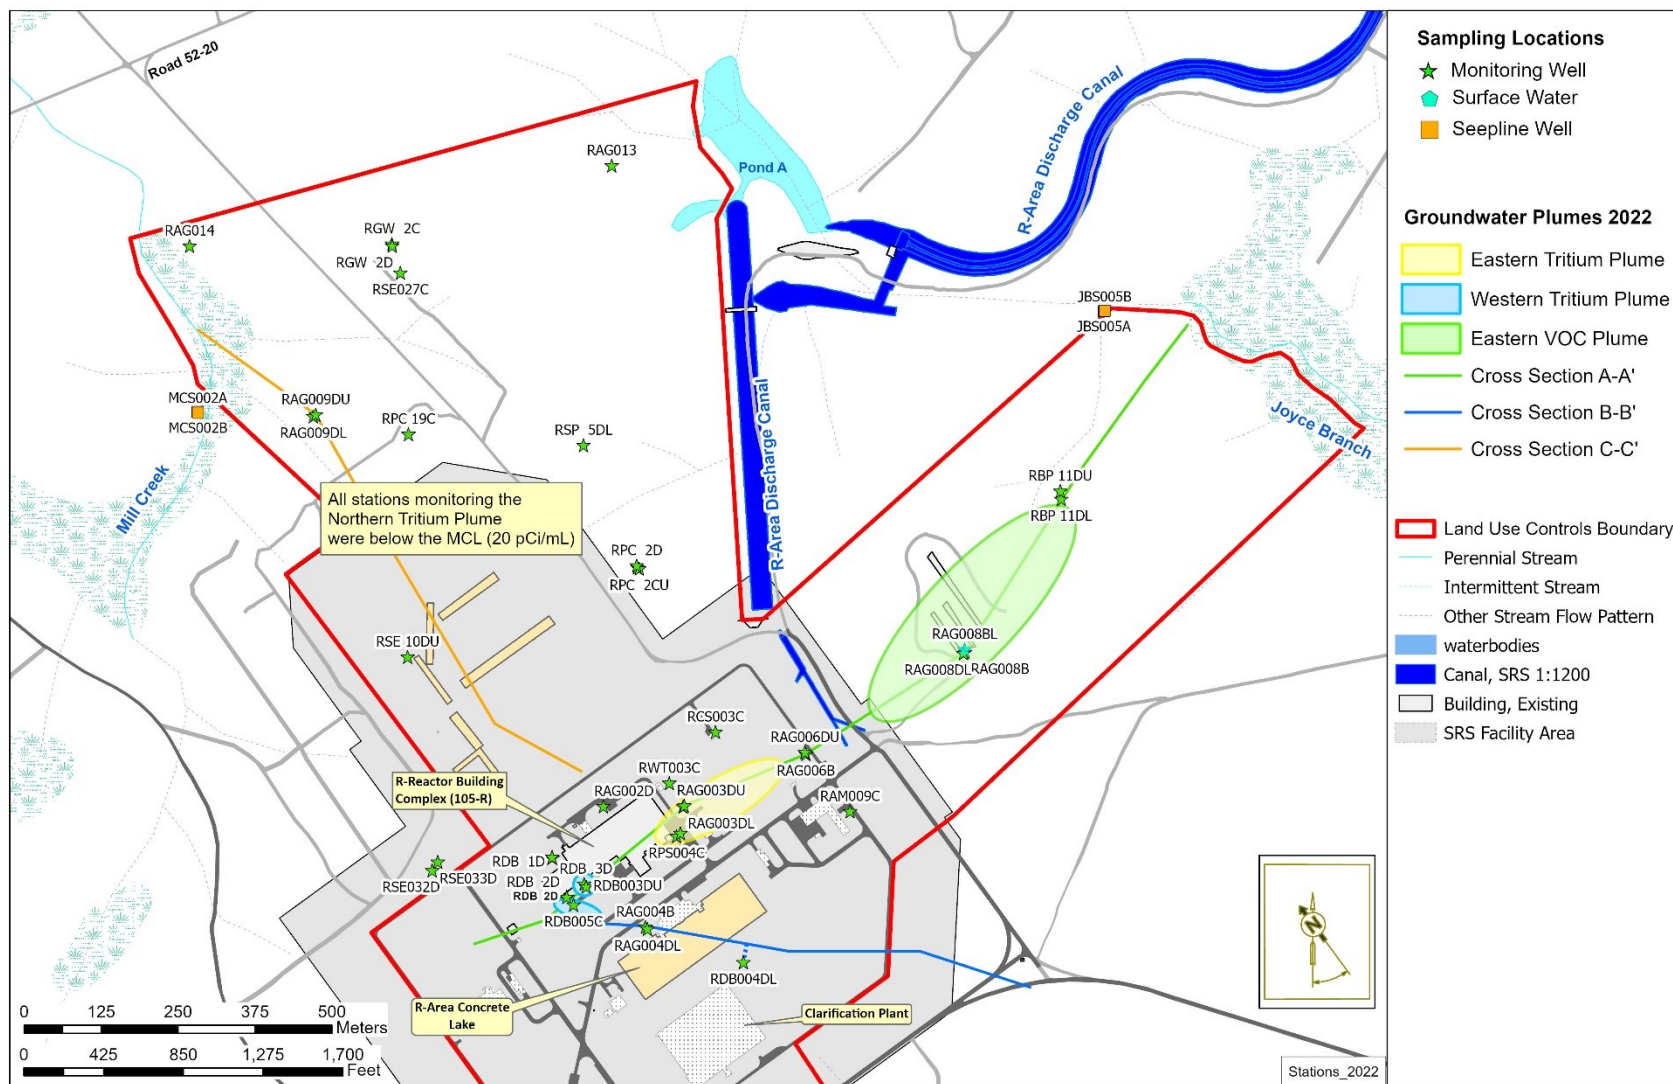 Road 52-20
RAG013
Pond A
R-Area Discharge Canal
RAG014
RGW 2C
RGW 2D
RSE027C
JBS005B
JBS005A
MCS002A
MCS002B
RAG009DU
RAG009DL
RPC 19C
RSP 5DL
R-Area Discharge Canal
Joyce Branch
Mill Creek
RBP 11DU
RBP 11DL
All stations monitoring the
Northern Tritium Plume
were below the MCL (20 pCi/mL)
RPC 2D
RPC 2CU
RSE 10DU
RAG008BL
RAG008DL
RAG008B
RCS003C
RAG006DU
RAG006B
R-Reactor Building
Complex (105-R)
RWT003C
RAG002D
RAG003DU
RAM009C
RAG003DL
RPS004C
RDB 1D
RDB 3D
RSE032D
RSE033D
RDB 2D
RDB 2D
RDB003DU
RDB005C
RAG004B
RAG004DL
RDB004DL
R-Area Concrete
Lake
Clarification Plant
0 125 250 375 500
Meters
0 425 850 1,275 1,700
Feet
N
Stations_2022
Sampling Locations
Monitoring Well
Surface Water
Seepline Well
Groundwater Plumes 2022
Eastern Tritium Plume
Western Tritium Plume
Eastern VOC Plume
Cross Section A-A'
Cross Section B-B'
Cross Section C-C'
Land Use Controls Boundary
Perennial Stream
Intermittent Stream
Other Stream Flow Pattern
waterbodies
Canal, SRS 1:1200
Building, Existing
SRS Facility Area